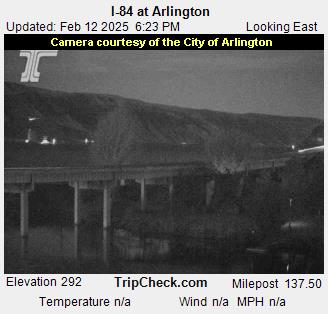 I-84 at Arlington
Updated: Feb 12 2025 6:23 PM Looking East
Camera courtesy of the City of Arlington
Elevation 292 TripCheck.com Milepost 137.50
Temperature n/a Wind n/a MPH n/a